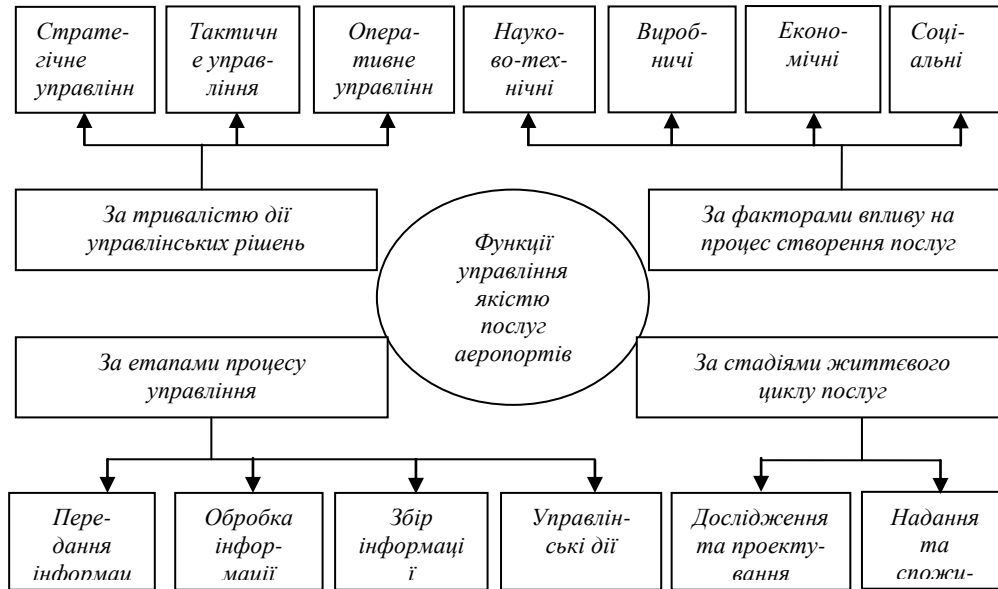 Страте-
гічне
управлінн
Тактичн
е управ-
ління
Опера-
тивне
управлінн
Науко-
во-тех-
нічні
Вироб-
ничі
Еконо-
мічні
Соці-
альні
За тривалістю дії
управлінських рішень
Функції
управління
якістю
послуг
аеропортів
За факторами впливу на
процес створення послуг
За етапами процесу
управління
За стадіями життєвого
циклу послуг
Пере-
дання
інформаи
Обробка
інфор-
мації
Збір
інформаці
ї
Управлін-
ські дії
Дослідження
та проекту-
вання
Надання
та
спожи-